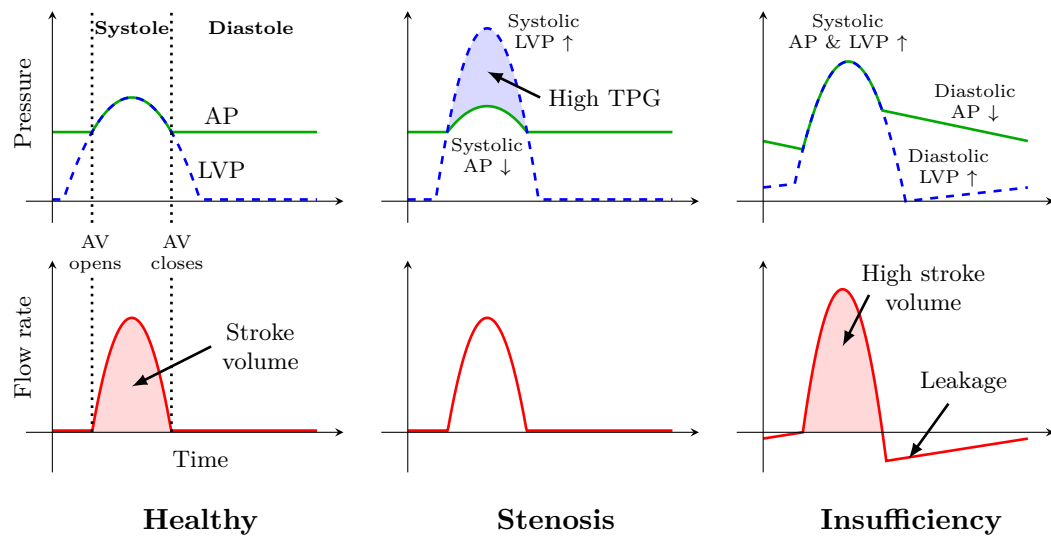 Systole
Diastole
Pressure
AP
LVP
AV
opens
AV
closes
Systolic
LVP ↑
High TPG
Systolic
AP ↓
Systolic
AP & LVP ↑
Diastolic
AP ↓
Diastolic
LVP ↑
Flow rate
Stroke
volume
Time
High stroke
volume
Leakage
Healthy
Stenosis
Insufficiency